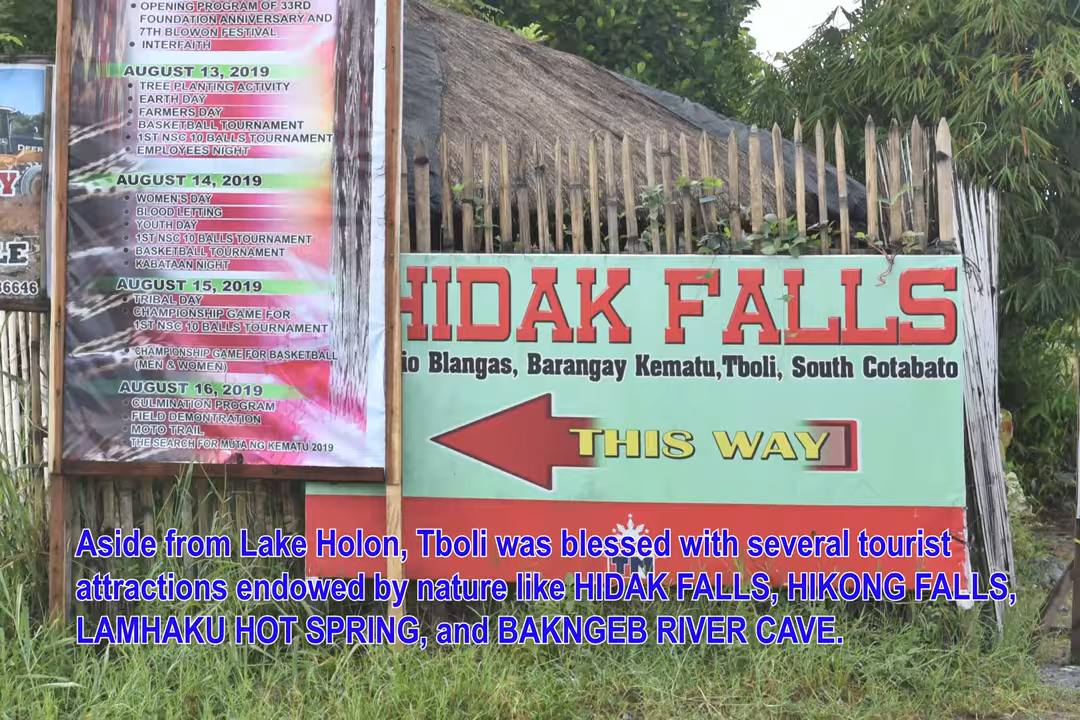 • OPENING PROGRAM OF 33RD
FOUNDATION ANNIVERSARY AND
7TH BLOWON FESTIVAL
• INTERFAITH
AUGUST 13, 2019
• TREE PLANTING ACTIVITY
• EARTH DAY
• FARMERS DAY
• BASKETBALL TOURNAMENT
• 1ST NSC 10 BALLS TOURNAMENT
• EMPLOYEES NIGHT
AUGUST 14, 2019
• WOMEN'S DAY
• BLOOD LETTING
• YOUTH DAY
• 1ST NSC 10 BALLS TOURNAMENT
• BASKETBALL TOURNAMENT
• KABATAAN NIGHT
AUGUST 15, 2019
• TRIBAL DAY
• CHAMPIONSHIP GAME FOR
1ST NSC 10 BALLS TOURNAMENT
• CHAMPIONSHIP GAME FOR BASKETBALL
(MEN & WOMEN)
AUGUST 16, 2019
• CULMINATION PROGRAM
• FIELD DEMONTRATION
• MOTO TRAIL
• THE SEARCH FOR MUTA NG KEMATU 2019
DEERE
Y
LE
36646
HIDAK FALLS
io Blangas, Barangay Kematu,Tboli, South Cotabato
THIS WAY
TM
Aside from Lake Holon, Tboli was blessed with several tourist
attractions endowed by nature like HIDAK FALLS, HIKONG FALLS,
LAMHAKU HOT SPRING, and BAKNGEB RIVER CAVE.